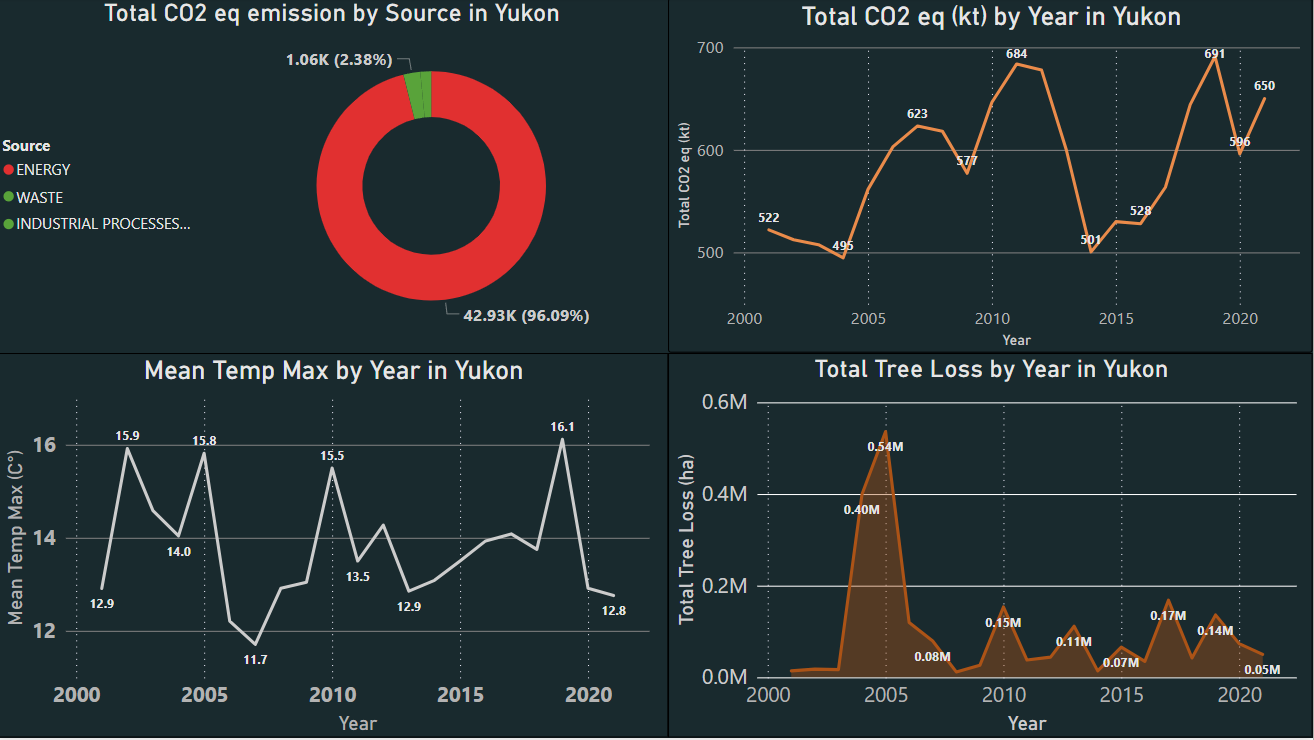 Total CO2 eq emission by Source in Yukon
1.06K (2.38%)
Source
ENERGY
WASTE
INDUSTRIAL PROCESSES...
42.93K (96.09%)
Total CO2 eq (kt) by Year in Yukon
Total CO2 eq (kt)
700
600
500
522
495
623
577
684
501
528
691
596
650
2000 2005 2010 2015 2020
Year
Mean Temp Max by Year in Yukon
Mean Temp Max (C°)
16
14
12
12.9
15.9
14.0
15.8
11.7
15.5
13.5
12.9
16.1
12.8
2000 2005 2010 2015 2020
Year
Total Tree Loss by Year in Yukon
Total Tree Loss (ha)
0.6M
0.4M
0.2M
0.0M
0.40M
0.54M
0.08M
0.15M
0.11M
0.07M
0.17M
0.14M
0.05M
2000 2005 2010 2015 2020
Year